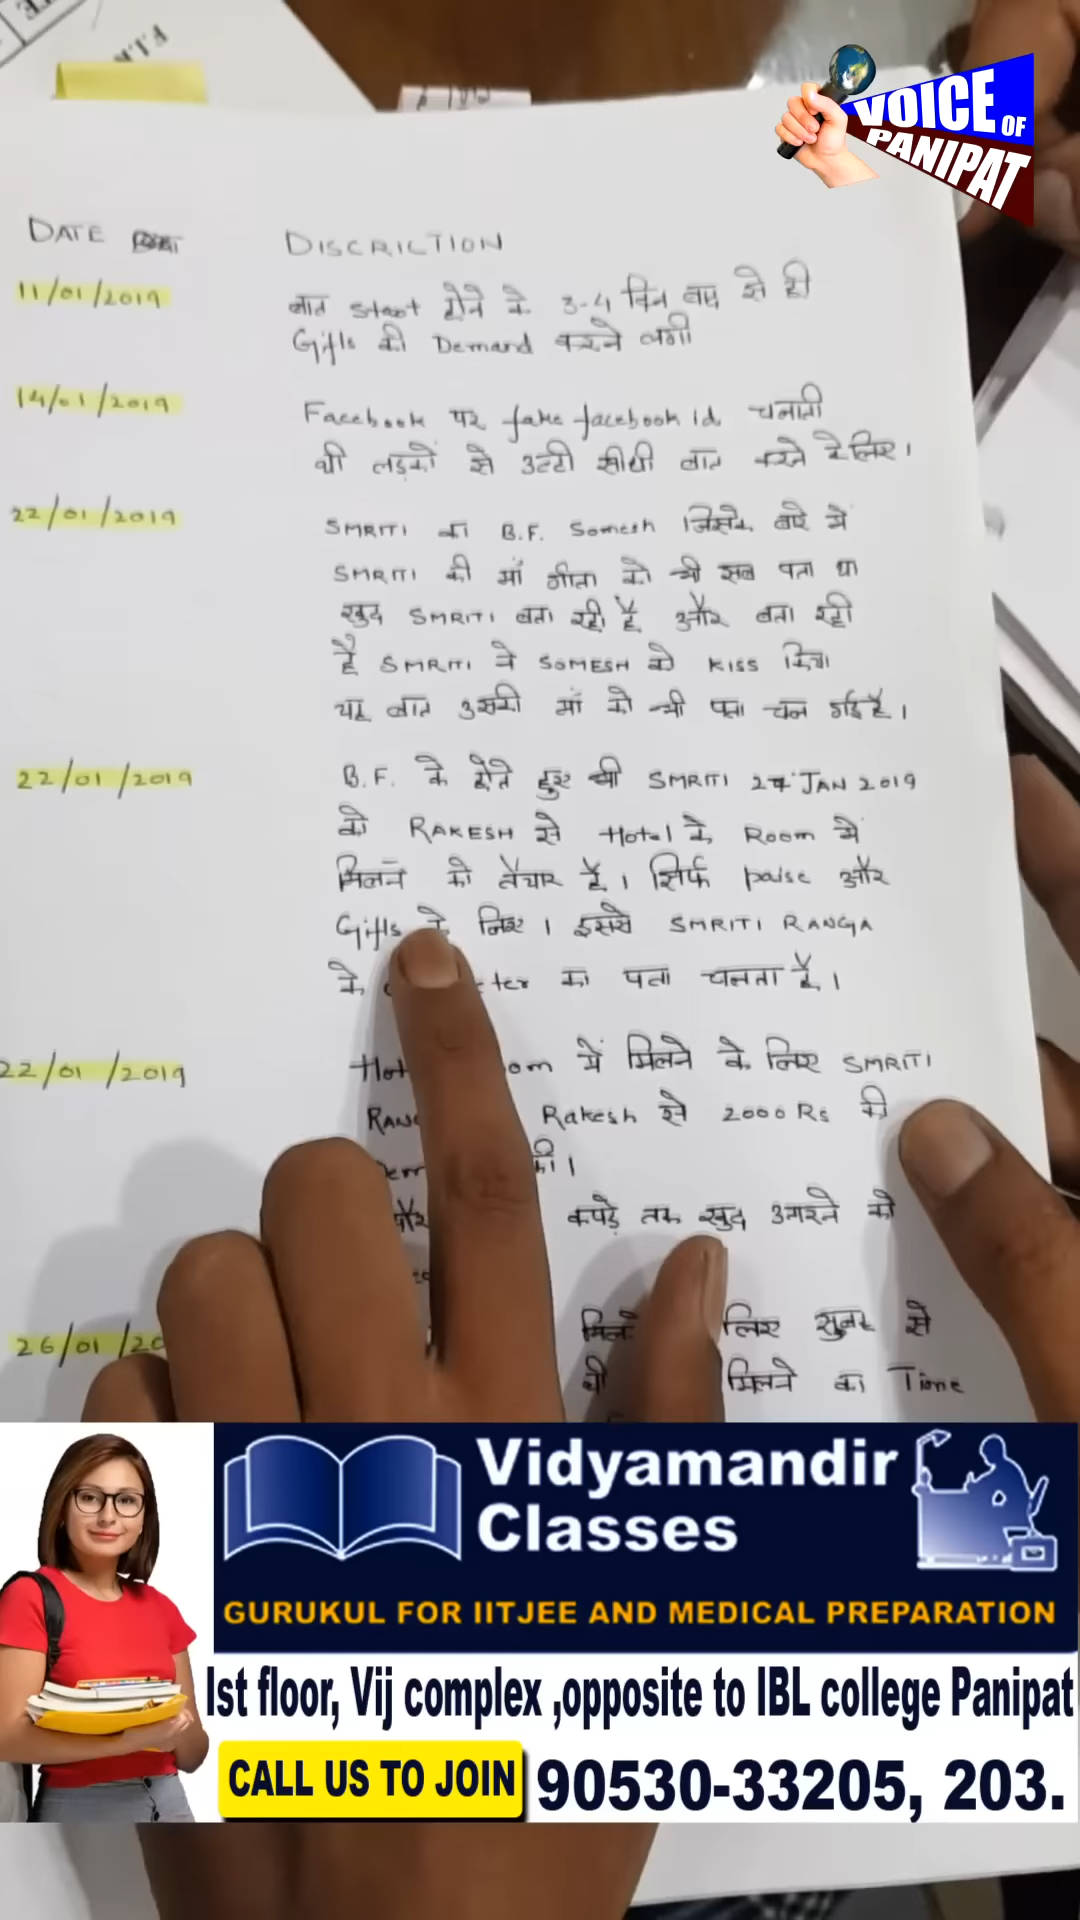 F.I.R
VOICE OF
PANIPAT
DATE
DISCRICTION
11/01/2019
बात start होने के 3-4 दिन बाद से ही
Gifts की Demand करने लगी
14/01/2019
Facebook पर fake facebook id चलाती
थी लड़कों से उल्टी सीधी बात करने के लिए।
22/01/2019
SMRITI का B.F. Somesh जिसके बारे में
SMRITI की माँ गीता को भी सब पता था
खुद SMRITI बता रही है और बता रही
है SMRITI ने SOMESH को KISS किया
यह बात उसकी माँ को भी पता चल गई है।
22/01/2019
B.F. के होते हुए भी SMRITI 24 JAN 2019
को RAKESH से Hotel के Room में
मिलने को तैयार है। सिर्फ paise और
Gifts के लिए। इससे SMRITI RANGA
के का पता चलता है।
22/01/2019
में मिलने के लिए SMRITI
Rakesh से 2000 Rs की
की।
कपड़े तक खुद उतारने को
26/01/20
लिए सुबह से
थी मिलने का Time
Vidyamandir
Classes
GURUKUL FOR IITJEE AND MEDICAL PREPARATION
Ist floor, Vij complex ,opposite to IBL college Panipat
CALL US TO JOIN 90530-33205, 203.